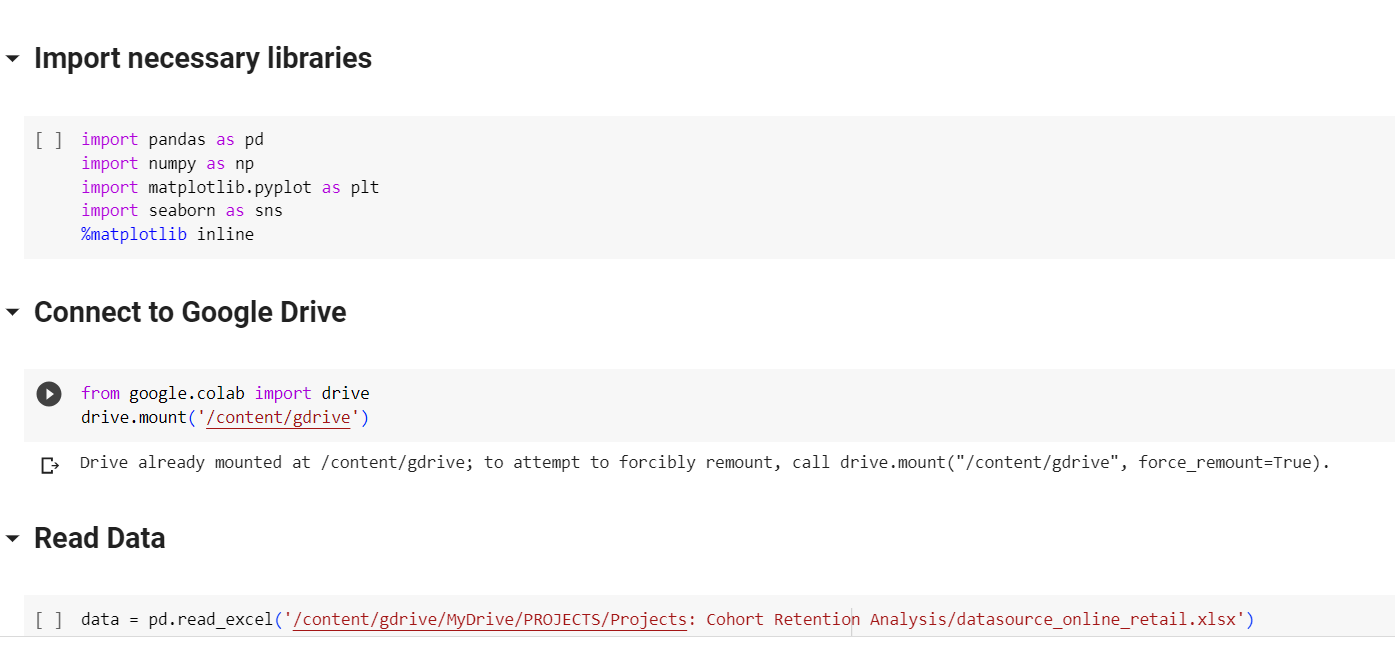 Import necessary libraries
[ ] import pandas as pd
import numpy as np
import matplotlib.pyplot as plt
import seaborn as sns
%matplotlib inline
Connect to Google Drive
from google.colab import drive
drive.mount('/content/gdrive')
Drive already mounted at /content/gdrive; to attempt to forcibly remount, call drive.mount("/content/gdrive", force_remount=True).
Read Data
[ ] data = pd.read_excel('/content/gdrive/MyDrive/PROJECTS/Projects: Cohort Retention Analysis/datasource_online_retail.xlsx')